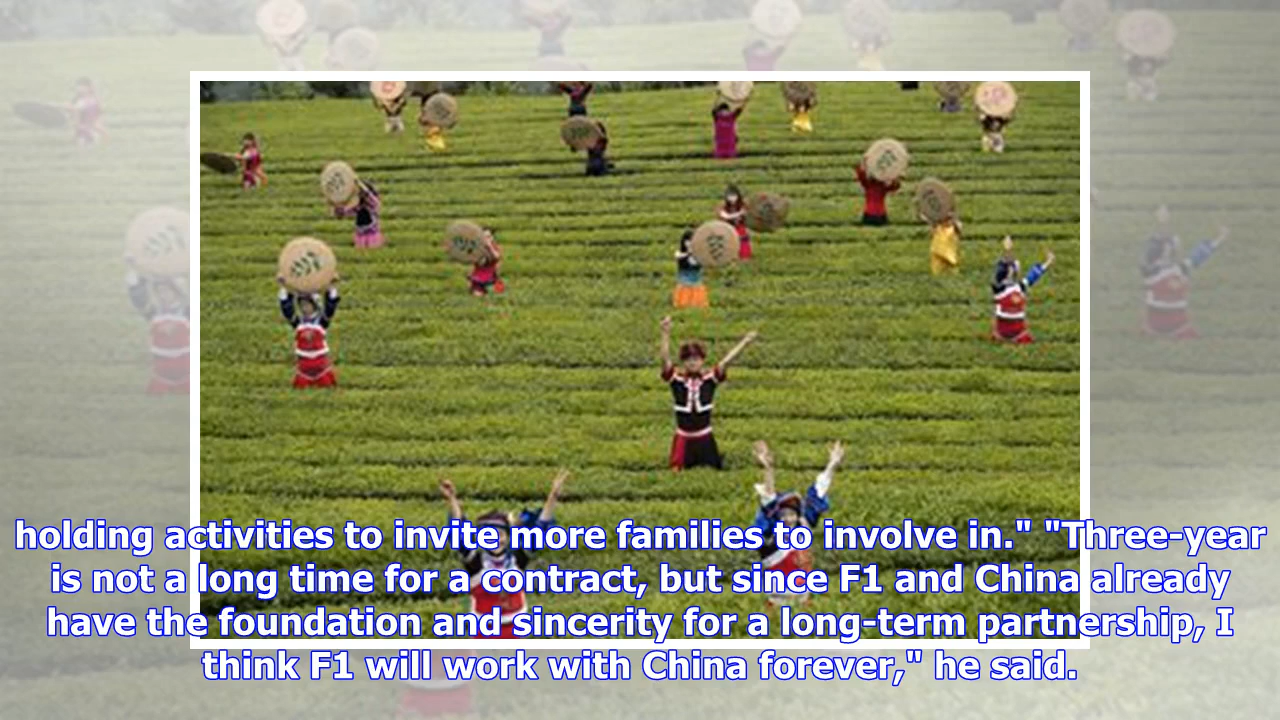 holding activities to invite more families to involve in." "Three-year
is not a long time for a contract, but since F1 and China already
have the foundation and sincerity for a long-term partnership, I
think F1 will work with China forever," he said.